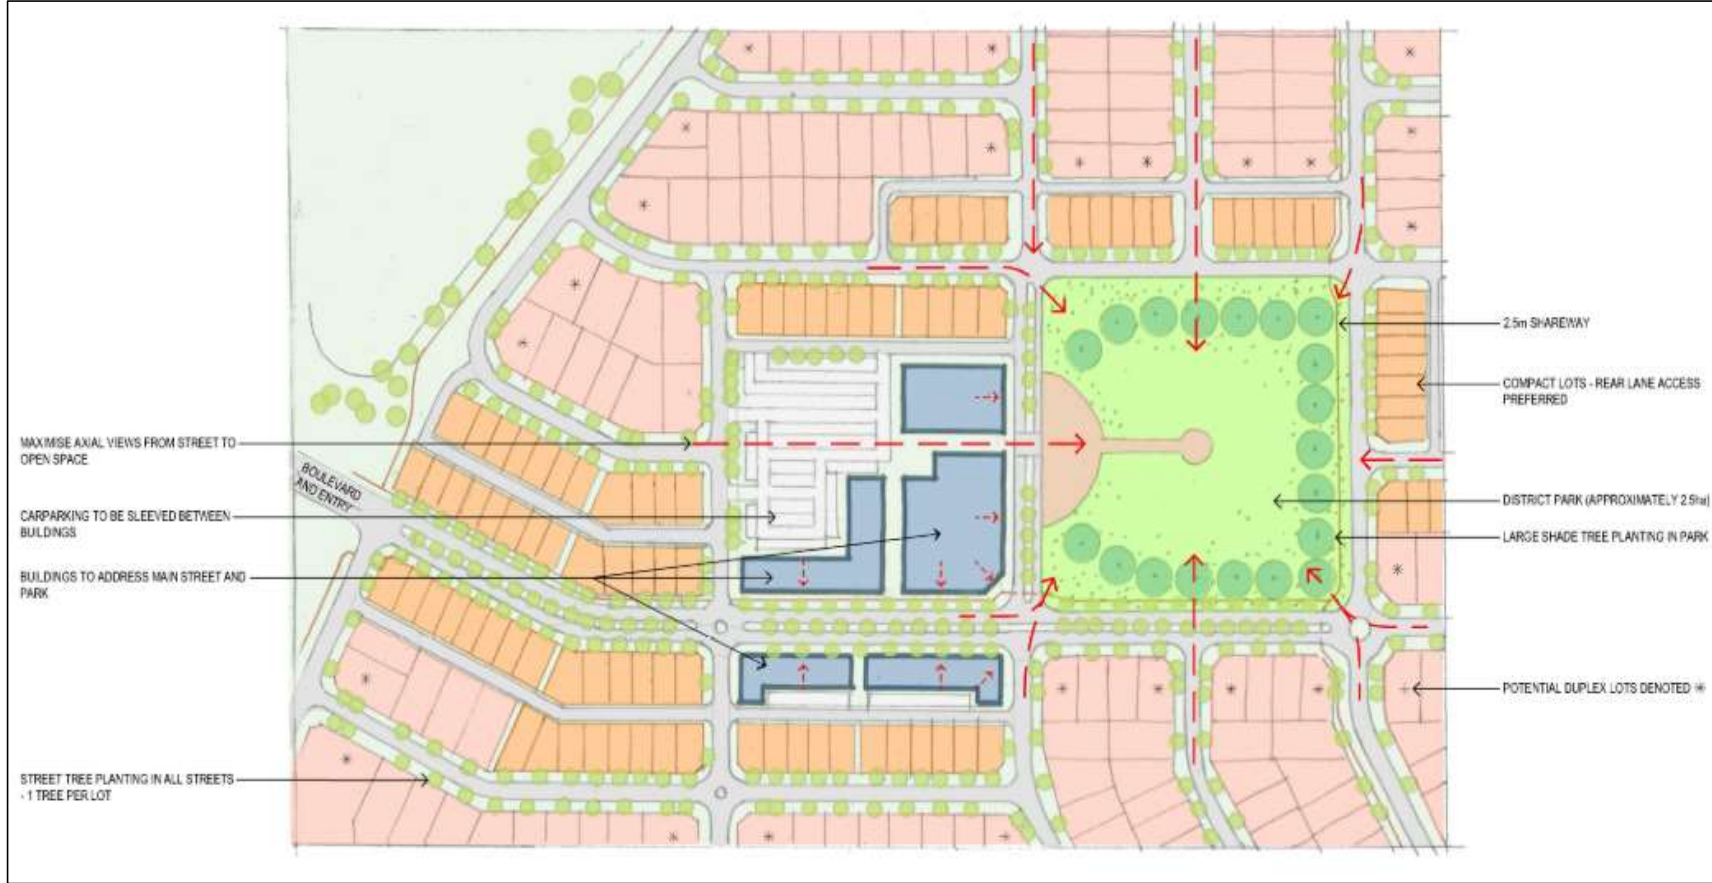 MAXIMISE AXIAL VIEWS FROM STREET TO
OPEN SPACE
BOULEVARD
AND ENTRY
CARPARKING TO BE SLEEVED BETWEEN
BUILDINGS
BUILDINGS TO ADDRESS MAIN STREET AND
PARK
STREET TREE PLANTING IN ALL STREETS
- 1 TREE PER LOT
2.5m SHAREWAY
COMPACT LOTS - REAR LANE ACCESS
PREFERRED
DISTRICT PARK (APPROXIMATELY 2.5ha)
LARGE SHADE TREE PLANTING IN PARK
POTENTIAL DUPLEX LOTS DENOTED *